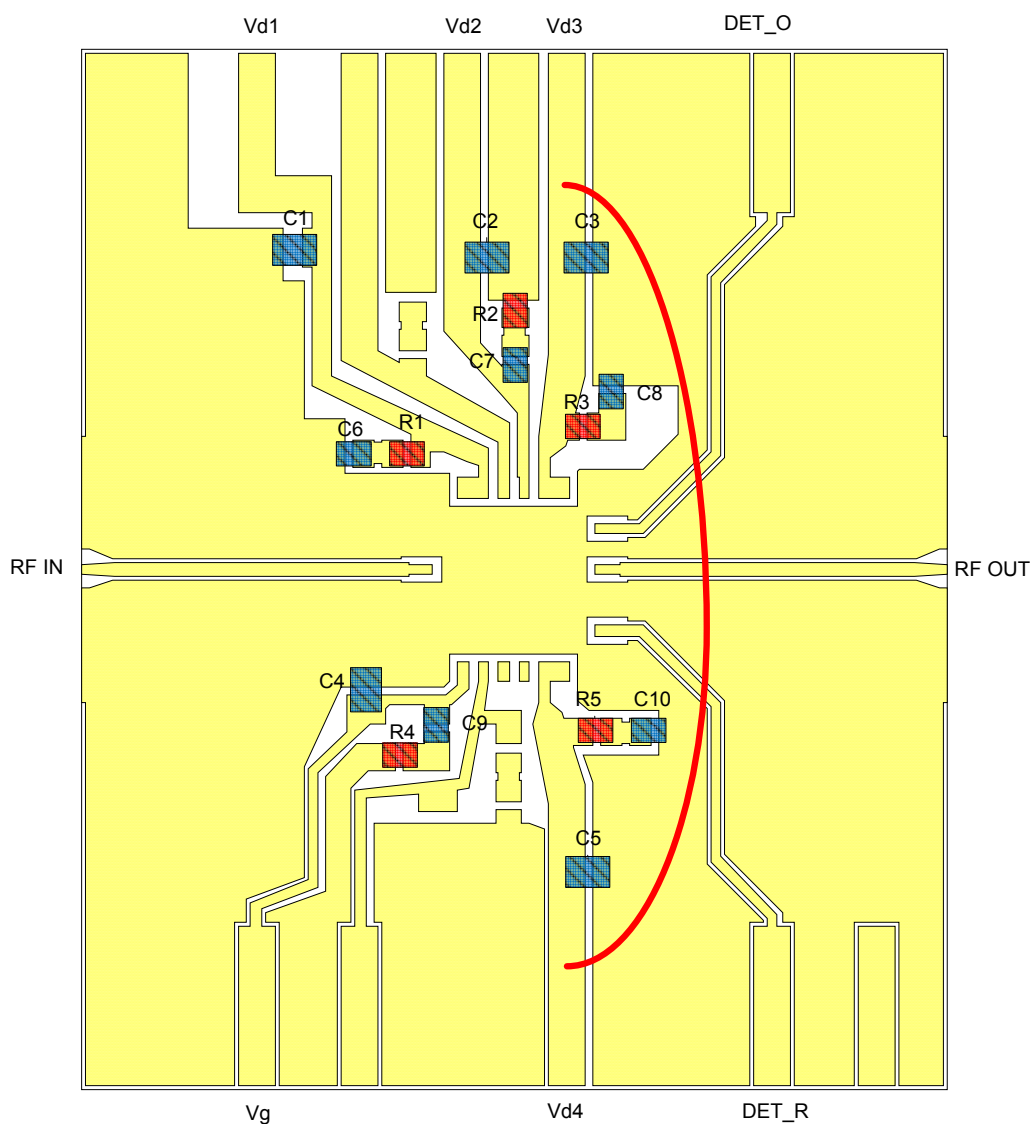 Vd1
Vd2
Vd3
DET_O
C1
C2
C3
R2
C7
C8
R3
R1
C6
RF IN
RF OUT
C4
R5
C10
C9
R4
C5
Vg
Vd4
DET_R